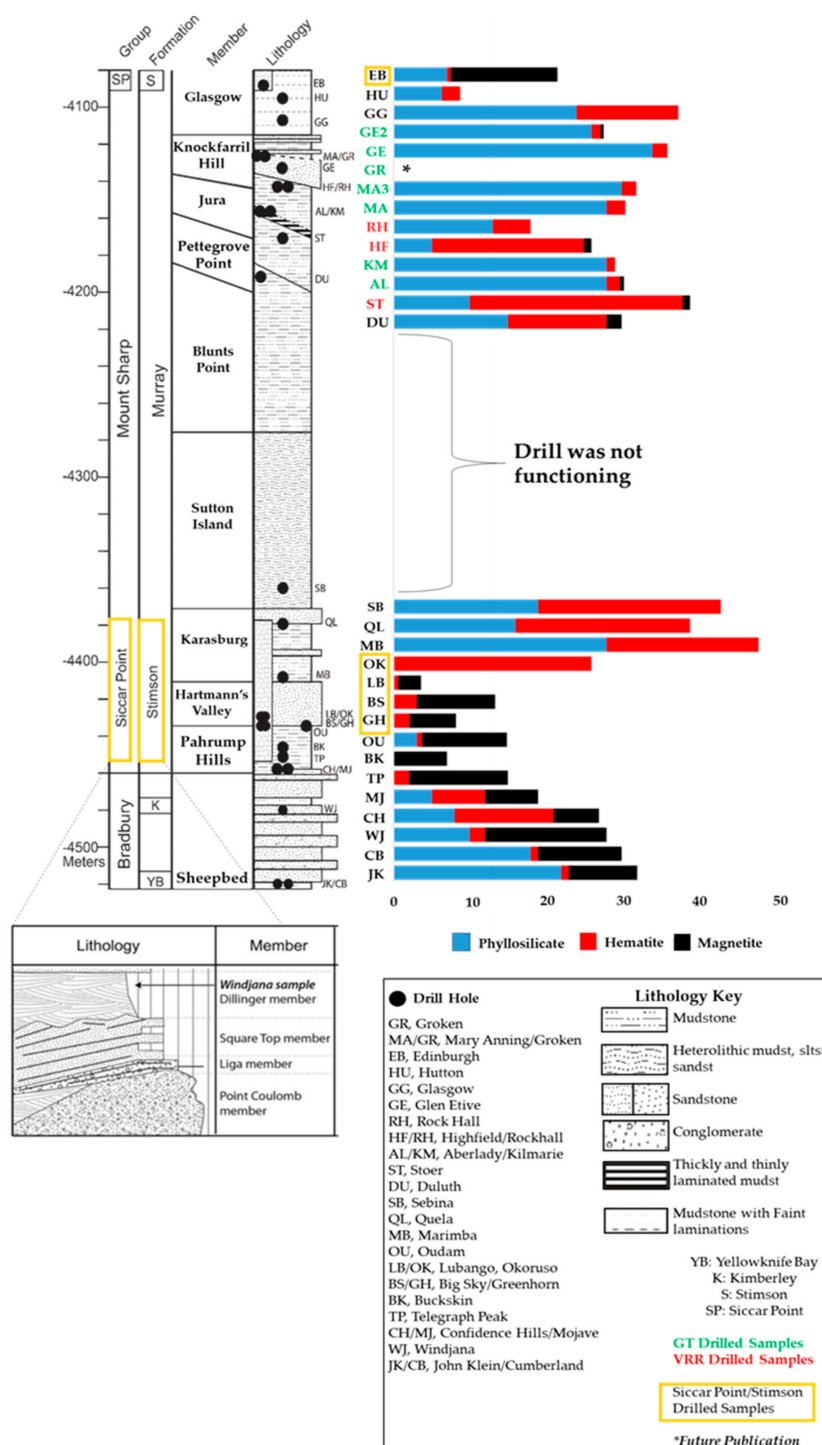 Group
Formation
Member
Lithology
SP
S
Glasgow
EB
HU
GG
-4100
Knockfarril
Hill
MA/GR
GE
HF/RH
Jura
AL/KM
Pettegrove
Point
ST
DU
-4200
Blunts
Point
Mount Sharp
Murray
-4300
Sutton
Island
SB
QL
Karasburg
-4400
MB
Siccar Point
Stimson
Hartmann's
Valley
LB/OK
BS/GH
OU
Pahrump
Hills
BK
TP
CH/MJ
K
WJ
Bradbury
-4500
Meters
YB
Sheepbed
JK/CB
EB
HU
GG
GE2
GE
GR
*
MA3
MA
RH
HF
KM
AL
ST
DU
Drill was not
functioning
SB
QL
MB
OK
LB
BS
GH
OU
BK
TP
MJ
CH
WJ
CB
JK
0 10 20 30 40 50
Phyllosilicate Hematite Magnetite
Lithology Member
Windjana sample
Dillinger member
Square Top member
Liga member
Point Coulomb
member
Drill Hole
GR, Groken
MA/GR, Mary Anning/Groken
EB, Edinburgh
HU, Hutton
GG, Glasgow
GE, Glen Etive
RH, Rock Hall
HF/RH, Highfield/Rockhall
AL/KM, Aberlady/Kilmarie
ST, Stoer
DU, Duluth
SB, Sebina
QL, Quela
MB, Marimba
OU, Oudam
LB/OK, Lubango, Okoruso
BS/GH, Big Sky/Greenhorn
BK, Buckskin
TP, Telegraph Peak
CH/MJ, Confidence Hills/Mojave
WJ, Windjana
JK/CB, John Klein/Cumberland
Lithology Key
Mudstone
Heterolithic mudst, slts
sandst
Sandstone
Conglomerate
Thickly and thinly
laminated mudst
Mudstone with Faint
laminations
YB: Yellowknife Bay
K: Kimberley
S: Stimson
SP: Siccar Point
GT Drilled Samples
VRR Drilled Samples
Siccar Point/Stimson
Drilled Samples
*Future Publication